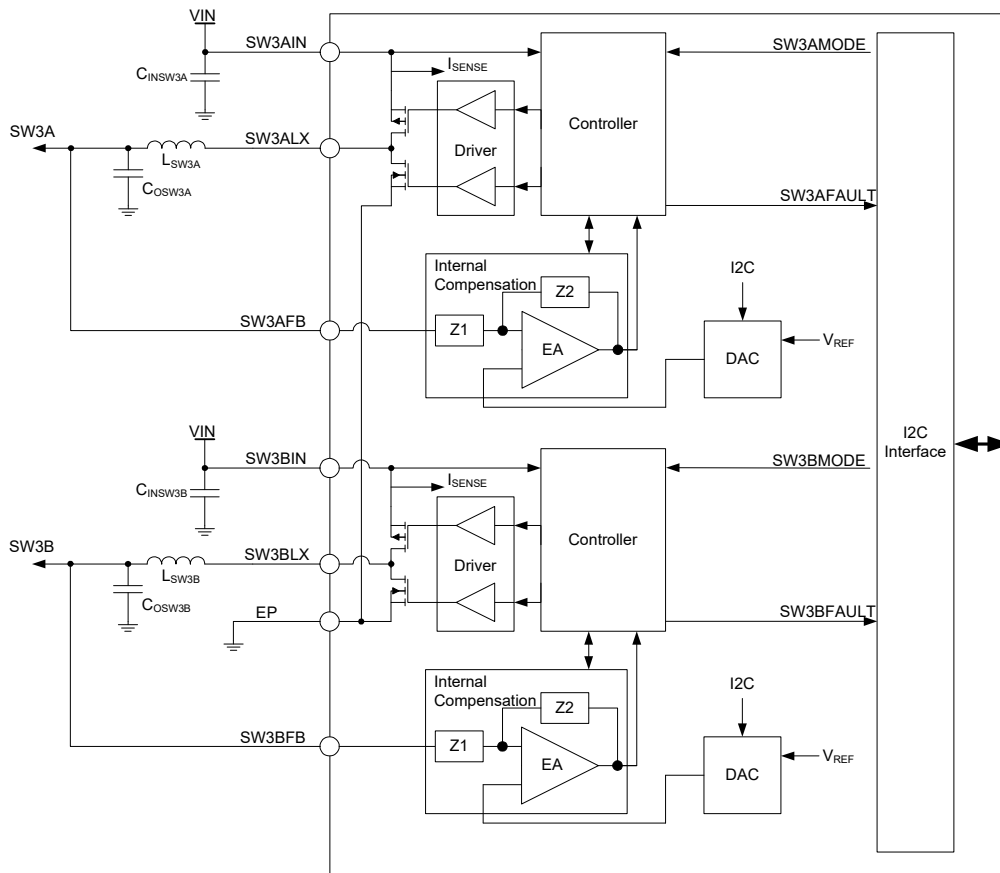 VIN
SW3AIN
SW3AMODE
CINSW3A
ISENSE
Controller
SW3A
SW3ALX
Driver
LSW3A
COSW3A
SW3AFAULT
Internal
Compensation
Z2
I2C
SW3AFB
Z1
EA
DAC
VREF
I2C
Interface
VIN
SW3BIN
SW3BMODE
CINSW3B
ISENSE
Controller
SW3B
SW3BLX
Driver
LSW3B
COSW3B
EP
SW3BFAULT
Internal
Compensation
Z2
I2C
SW3BFB
Z1
EA
DAC
VREF